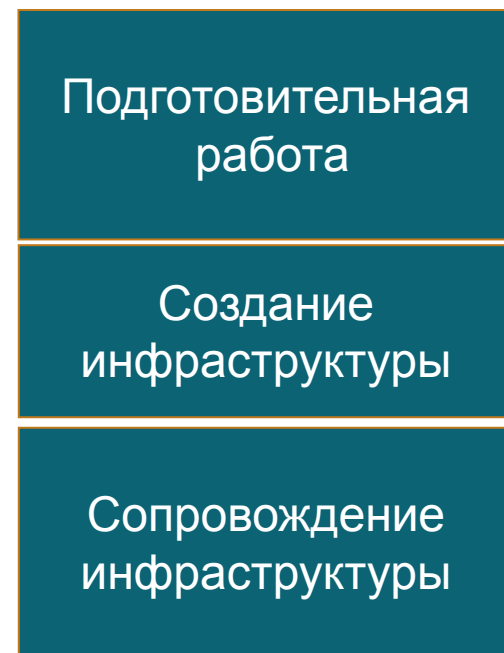 Подготовительная
работа
Создание
инфраструктуры
Сопровождение
инфраструктуры